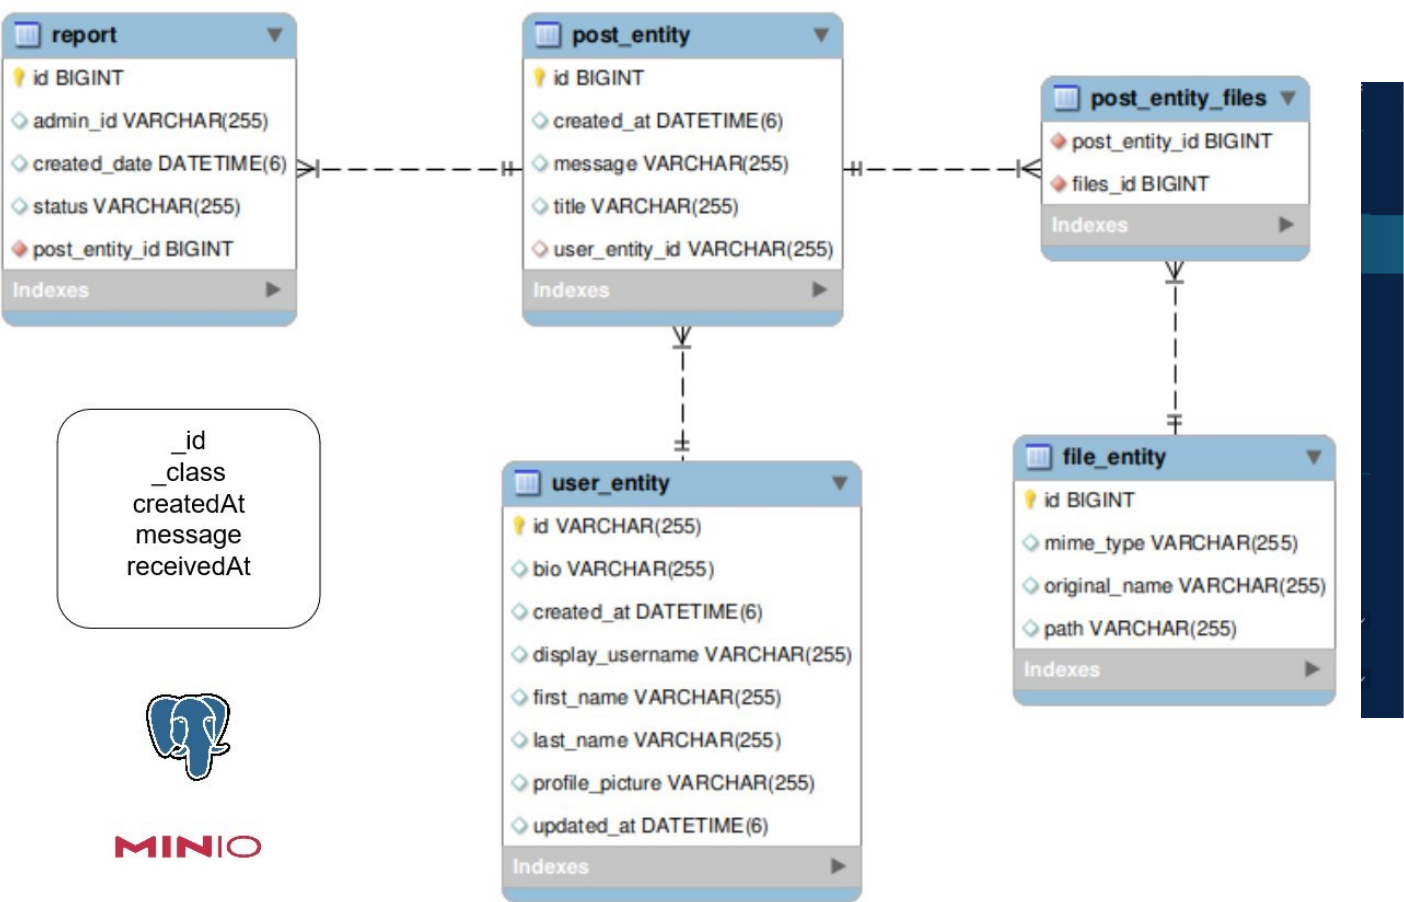 report
id BIGINT
admin_id VARCHAR(255)
created_date DATETIME(6)
status VARCHAR(255)
post_entity_id BIGINT
Indexes
post_entity
id BIGINT
created_at DATETIME(6)
message VARCHAR(255)
title VARCHAR(255)
user_entity_id VARCHAR(255)
Indexes
post_entity_files
post_entity_id BIGINT
files_id BIGINT
Indexes
_id
_class
createdAt
message
receivedAt
user_entity
id VARCHAR(255)
bio VARCHAR(255)
created_at DATETIME(6)
display_username VARCHAR(255)
first_name VARCHAR(255)
last_name VARCHAR(255)
profile_picture VARCHAR(255)
updated_at DATETIME(6)
Indexes
file_entity
id BIGINT
mime_type VARCHAR(255)
original_name VARCHAR(255)
path VARCHAR(255)
Indexes
MINIO